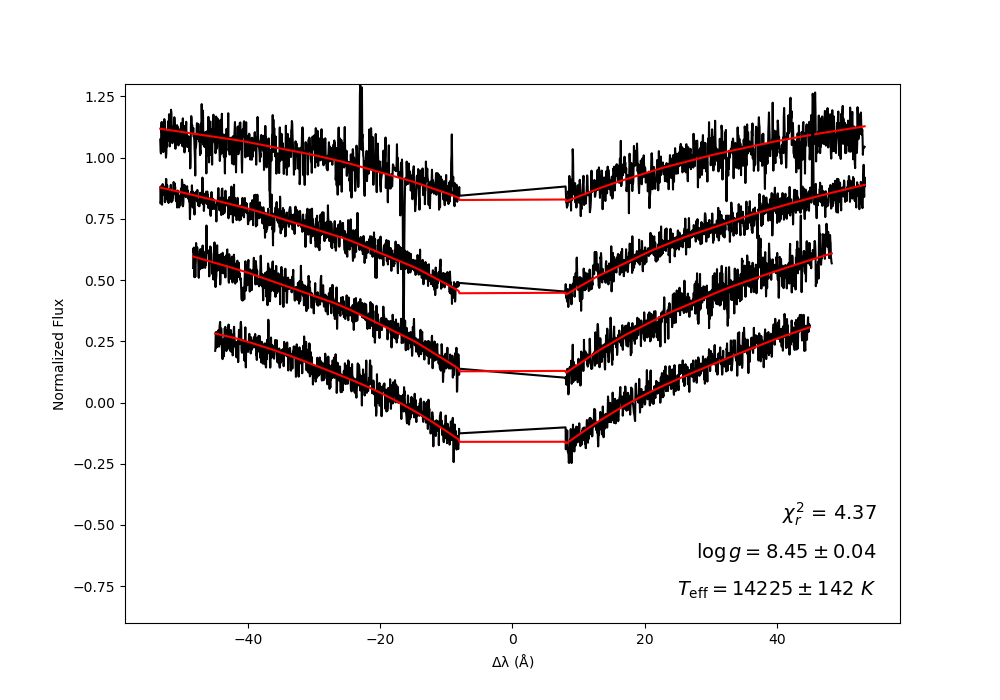 1.25
1.00
0.75
0.50
0.25
0.00
−0.25
−0.50
−0.75
−40
−20
0
20
40
Normalized Flux
Δλ (Å)
χ²ᵣ = 4.37
log g = 8.45 ± 0.04
T_eff = 14225 ± 142 K